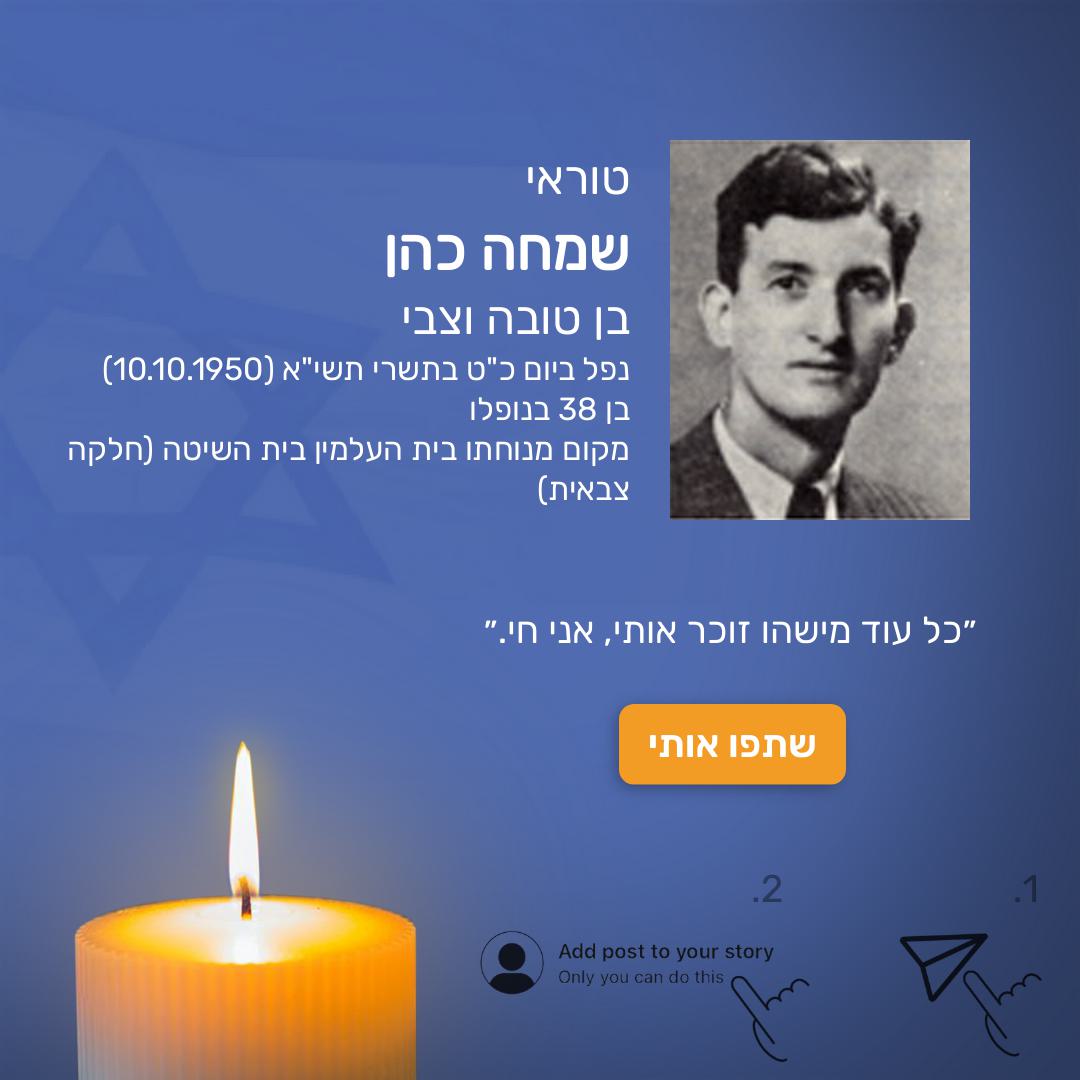 טוראי
שמחה כהן
בן טובה וצבי
נפל ביום כ"ט בתשרי תשי"א (10.10.1950)
בן 38 בנופלו
מקום מנוחתו בית העלמין בית השיטה (חלקה
צבאית)
״כל עוד מישהו זוכר אותי, אני חי.״
שתפו אותי
.1
.2
Add post to your story
Only you can do this